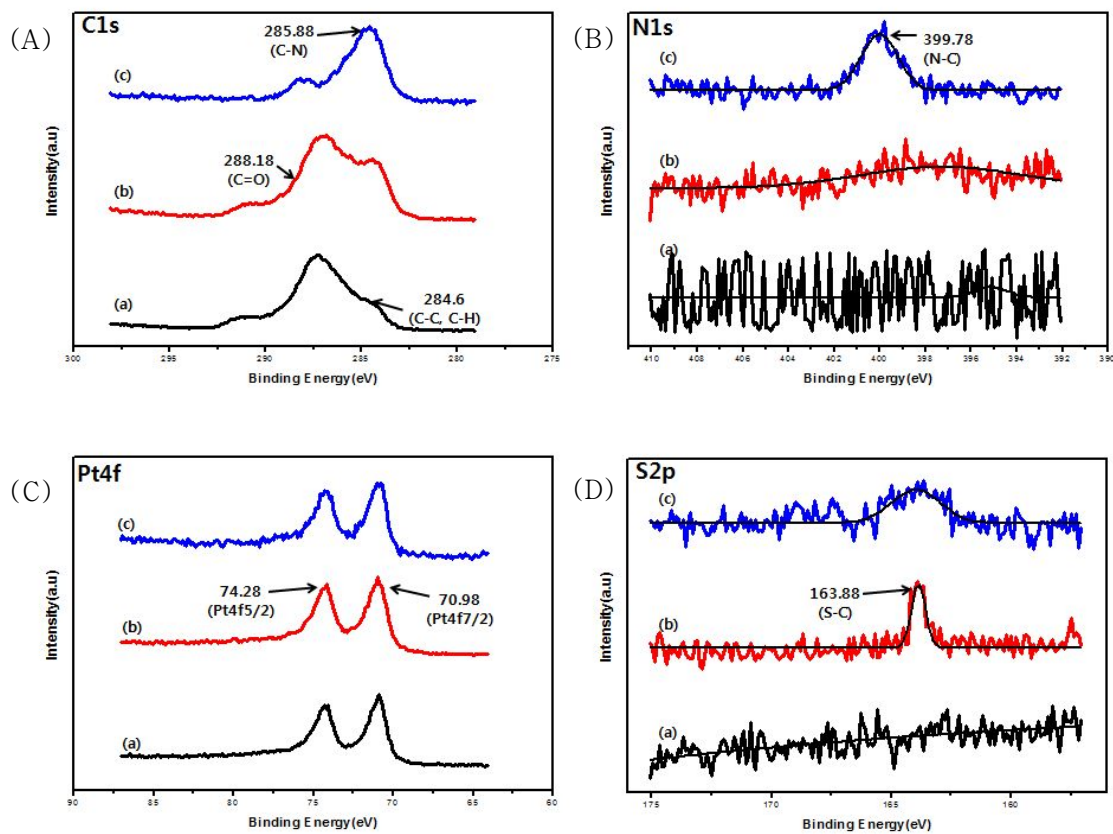 (A)
C1s
285.88
(C-N)
(c)
288.18
(C=O)
(b)
(a)
284.6
(C-C, C-H)
Intensity(a.u)
300 295 290 285 280 275
Binding Energy(eV)
(B)
N1s
399.78
(N-C)
(c)
(b)
(a)
Intensity(a.u)
410 408 406 404 402 400 398 396 394 392 390
Binding Energy(eV)
(C)
Pt4f
(c)
74.28
(Pt4f5/2)
70.98
(Pt4f7/2)
(b)
(a)
Intensity(a.u)
90 85 80 75 70 65 60
Binding Energy(eV)
(D)
S2p
(c)
163.88
(S-C)
(b)
(a)
Intensity(a.u)
175 170 165 160
Binding Energy(eV)